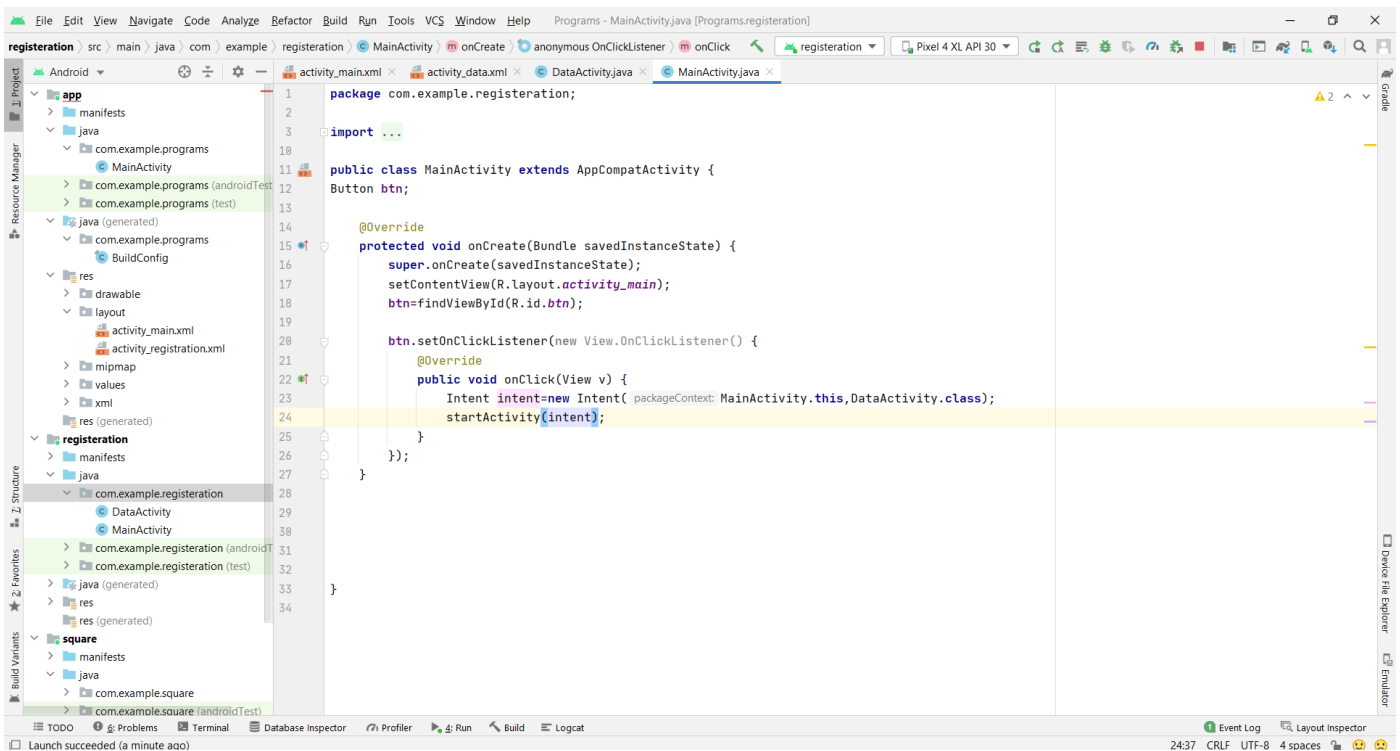 File Edit View Navigate Code Analyze Refactor Build Run Tools VCS Window Help Programs - MainActivity.java [Programs.registeration]
registeration src main java com example registeration MainActivity onCreate anonymous OnClickListener onClick registeration Pixel 4 XL API 30
Android activity_main.xml activity_data.xml DataActivity.java MainActivity.java
1: Project
Resource Manager
7: Structure
2: Favorites
Build Variants
app
manifests
java
com.example.programs
MainActivity
com.example.programs (androidTest
com.example.programs (test)
java (generated)
com.example.programs
BuildConfig
res
drawable
layout
activity_main.xml
activity_registration.xml
mipmap
values
xml
res (generated)
registeration
manifests
java
com.example.registeration
DataActivity
MainActivity
com.example.registeration (androidT
com.example.registeration (test)
java (generated)
res
res (generated)
square
manifests
java
com.example.square
com.example.square (androidTest)
1 package com.example.registeration;
2
3 import ...
10
11 public class MainActivity extends AppCompatActivity {
12 Button btn;
13
14 @Override
15 protected void onCreate(Bundle savedInstanceState) {
16 super.onCreate(savedInstanceState);
17 setContentView(R.layout.activity_main);
18 btn=findViewById(R.id.btn);
19
20 btn.setOnClickListener(new View.OnClickListener() {
21 @Override
22 public void onClick(View v) {
23 Intent intent=new Intent( packageContext: MainActivity.this,DataActivity.class);
24 startActivity(intent);
25 }
26 });
27 }
28
29
30
31
32
33 }
34
2
Gradle
Device File Explorer
Emulator
TODO 6: Problems Terminal Database Inspector Profiler 4: Run Build Logcat 1 Event Log Layout Inspector
Launch succeeded (a minute ago) 24:37 CRLF UTF-8 4 spaces